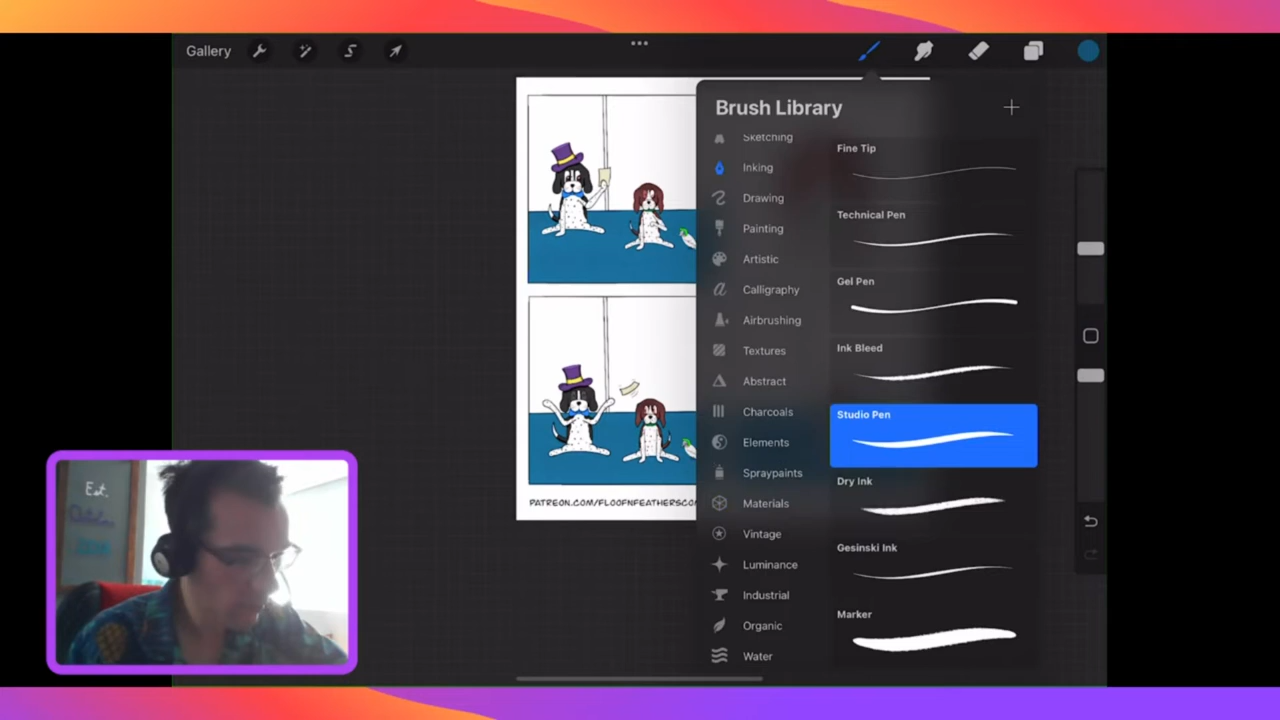 Gallery
Brush Library
Sketching
Inking
Drawing
Painting
Artistic
Calligraphy
Airbrushing
Textures
Abstract
Charcoals
Elements
Spraypaints
Materials
Vintage
Luminance
Industrial
Organic
Water
Fine Tip
Technical Pen
Gel Pen
Ink Bleed
Studio Pen
Dry Ink
Gesinski Ink
Marker
PATREON.COM/FLOOFNFEATHERSCO
Est.